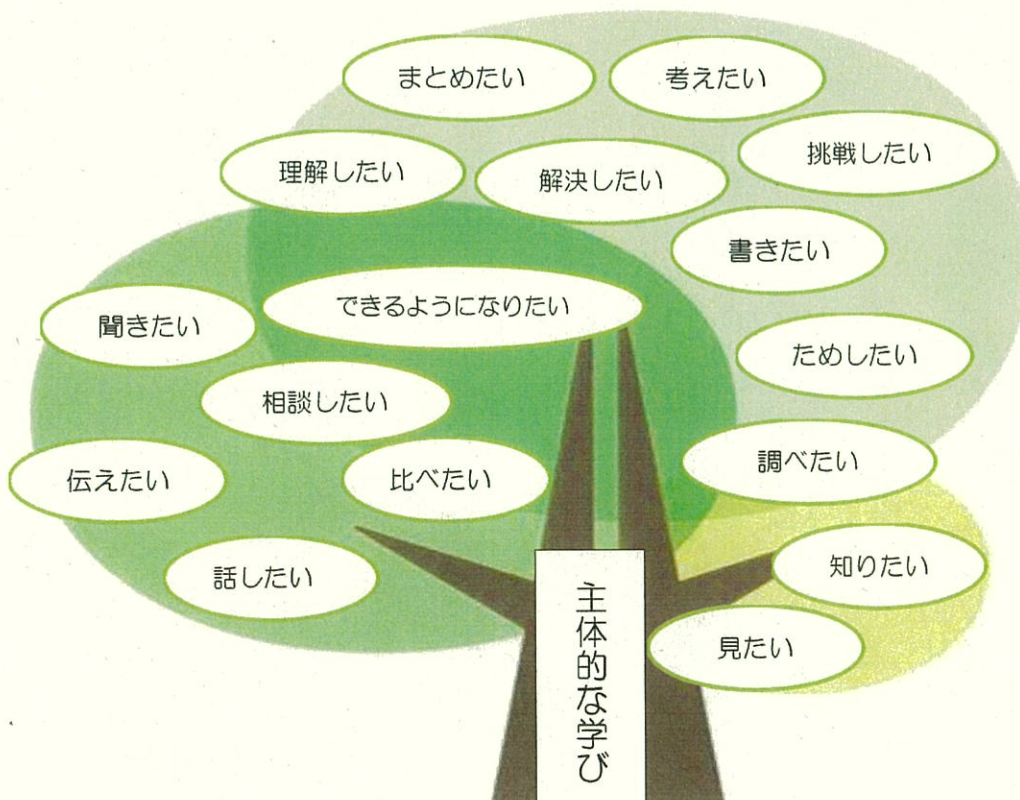 まとめたい
考えたい
挑戦したい
理解したい
解決したい
書きたい
できるようになりたい
聞きたい
ためしたい
相談したい
調べたい
伝えたい
比べたい
知りたい
話したい
見たい
主体的な学び